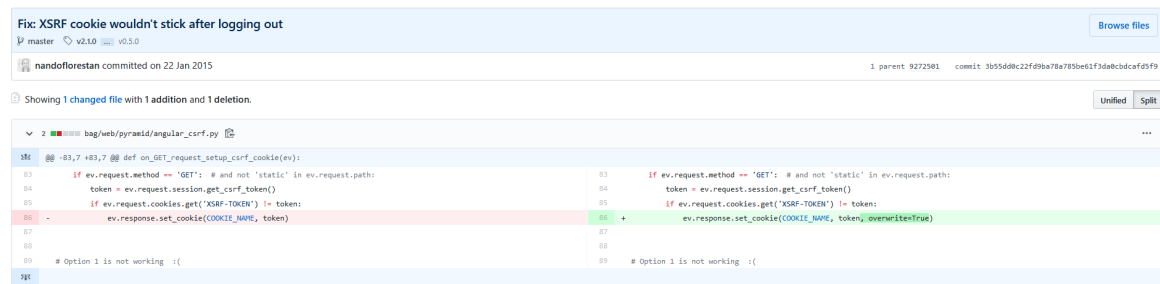 Fix: XSRF cookie wouldn't stick after logging out
Browse files
master v2.1.0 ... v0.5.0
nandoflorestan committed on 22 Jan 2015
1 parent 9272501 commit 3b55dd0c22fd9ba78a785be61f3da0cbdcafd5f9
Showing 1 changed file with 1 addition and 1 deletion.
Unified Split
2 bag/web/pyramid/angular_csrf.py
...
@@ -83,7 +83,7 @@ def on_GET_request_setup_csrf_cookie(ev):
83 if ev.request.method == 'GET': # and not 'static' in ev.request.path:
84 token = ev.request.session.get_csrf_token()
85 if ev.request.cookies.get('XSRF-TOKEN') != token:
86 - ev.response.set_cookie(COOKIE_NAME, token)
87
88
89 # Option 1 is not working :(
83 if ev.request.method == 'GET': # and not 'static' in ev.request.path:
84 token = ev.request.session.get_csrf_token()
85 if ev.request.cookies.get('XSRF-TOKEN') != token:
86 + ev.response.set_cookie(COOKIE_NAME, token, overwrite=True)
87
88
89 # Option 1 is not working :(